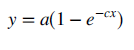 y = a(1 − e^{−cx})